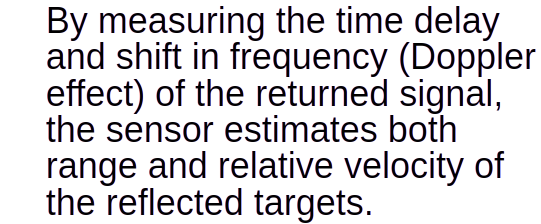 By measuring the time delay
and shift in frequency (Doppler
effect) of the returned signal,
the sensor estimates both
range and relative velocity of
the reflected targets.